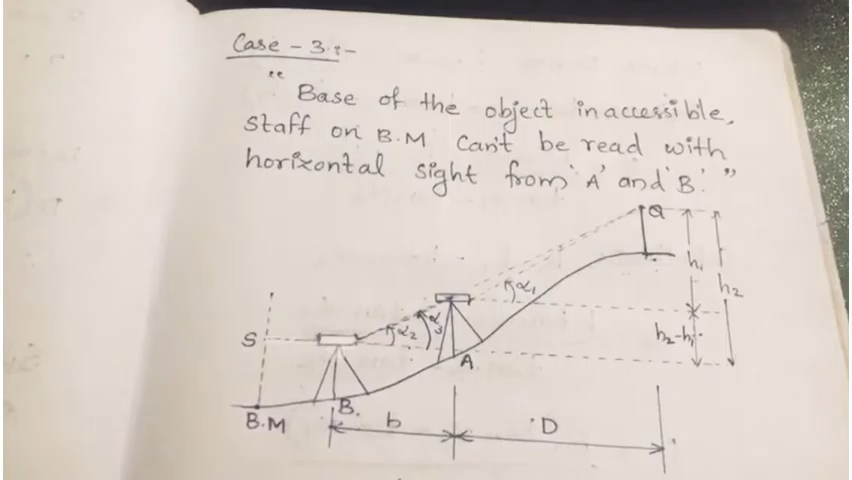 Case - 3 :-
"Base of the object inaccessible,
staff on B.M can't be read with
horizontal sight from 'A' and 'B'."
Q
h₁
h₂
α₁
S
α₂
α₃
h₂-h₁
A
B.
B.M
b
D